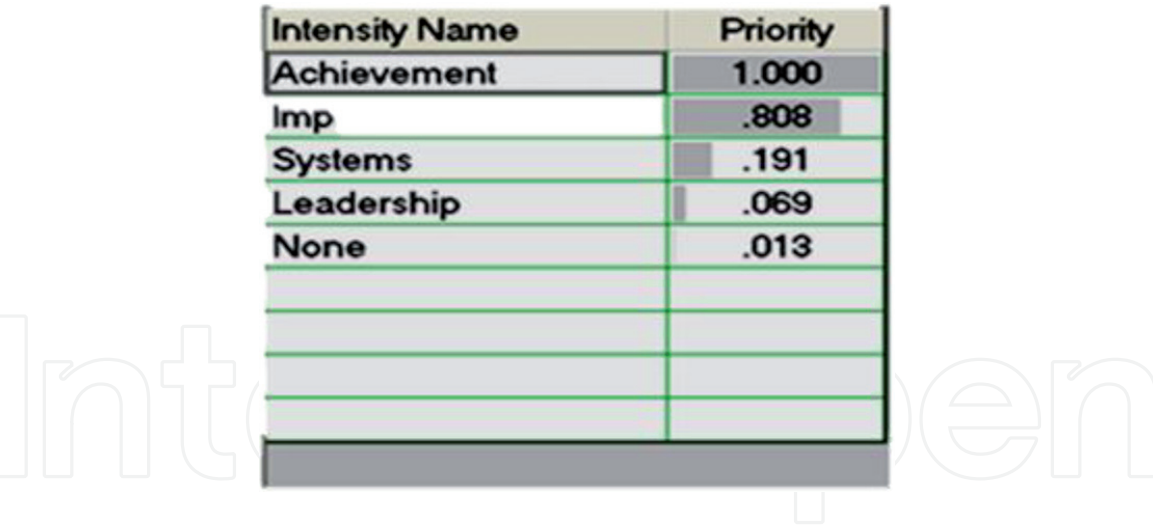 Intensity Name Priority
Achievement 1.000
Imp .808
Systems .191
Leadership .069
None .013